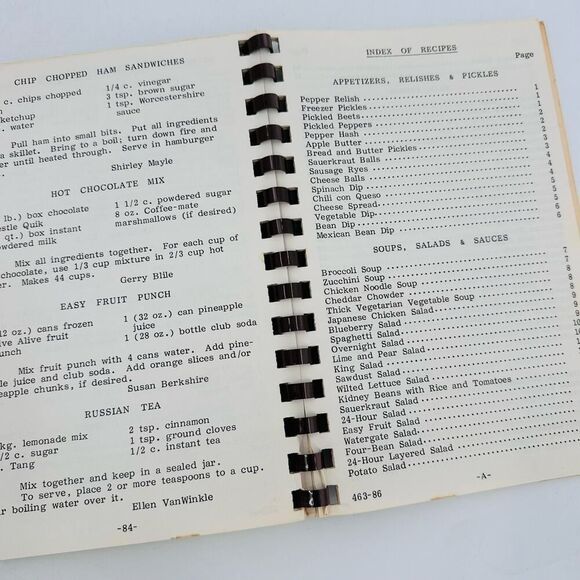 CHIP CHOPPED HAM SANDWICHES
c. chips chopped 1/4 c. vinegar
3 tsp. brown sugar
ketchup 1 tsp. Worcestershire
. water sauce
Pull ham into small bits. Put all ingredients
a skillet. Bring to a boil; turn down fire and
er until heated through. Serve in hamburger
Shirley Mayle
HOT CHOCOLATE MIX
lb.) box chocolate 1 1/2 c. powdered sugar
estle Quik 8 oz. Coffee-mate
qt.) box instant marshmallows (if desired)
owdered milk
Mix all ingredients together. For each cup of
chocolate, use 1/3 cup mixture in 2/3 cup hot
er. Makes 44 cups.
Gerry Blile
EASY FRUIT PUNCH
12 oz.) cans frozen 1 (32 oz.) can pineapple
ive Alive fruit juice
unch 1 (28 oz.) bottle club soda
Mix fruit punch with 4 cans water. Add pine-
le juice and club soda. Add orange slices and/or
eapple chunks, if desired.
Susan Berkshire
RUSSIAN TEA
kg. lemonade mix 2 tsp. cinnamon
2 c. sugar 1 tsp. ground cloves
. Tang 1/2 c. instant tea
Mix together and keep in a sealed jar.
To serve, place 2 or more teaspoons to a cup.
r boiling water over it.
Ellen VanWinkle
-84-
INDEX OF RECIPES
Page
APPETIZERS, RELISHES & PICKLES
Pepper Relish 1
Freezer Pickles 1
Pickled Beets 1
Pickled Peppers 1
Pepper Hash 2
Apple Butter 2
Bread and Butter Pickles 2
Sauerkraut Balls 3
Sausage Ryes 3
Cheese Balls 4
Spinach Dip 5
Chili con Queso 5
Cheese Spread 5
Vegetable Dip 5
Bean Dip 6
Mexican Bean Dip 6
SOUPS, SALADS & SAUCES
Broccoli Soup 7
Zucchini Soup 7
Chicken Noodle Soup 8
Cheddar Chowder 8
Thick Vegetarian Vegetable Soup 8
Japanese Chicken Salad 9
Blueberry Salad 9
Spaghetti Salad
Overnight Salad
Lime and Pear Salad
King Salad
Sawdust Salad
Wilted Lettuce Salad
Kidney Beans with Rice and Tomatoes
Sauerkraut Salad
24-Hour Salad
Easy Fruit Salad
Watergate Salad
Four-Bean Salad
24-Hour Layered Salad
Potato Salad
463-86
-A-